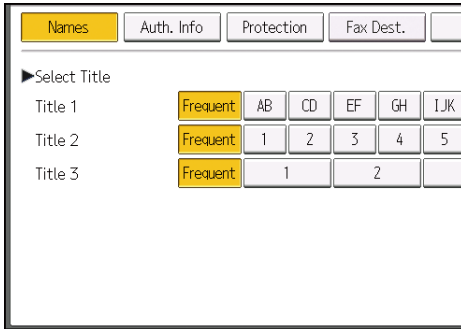 Names Auth. Info Protection Fax Dest.
▶Select Title
Title 1 Frequent AB CD EF GH IJK
Title 2 Frequent 1 2 3 4 5
Title 3 Frequent 1 2